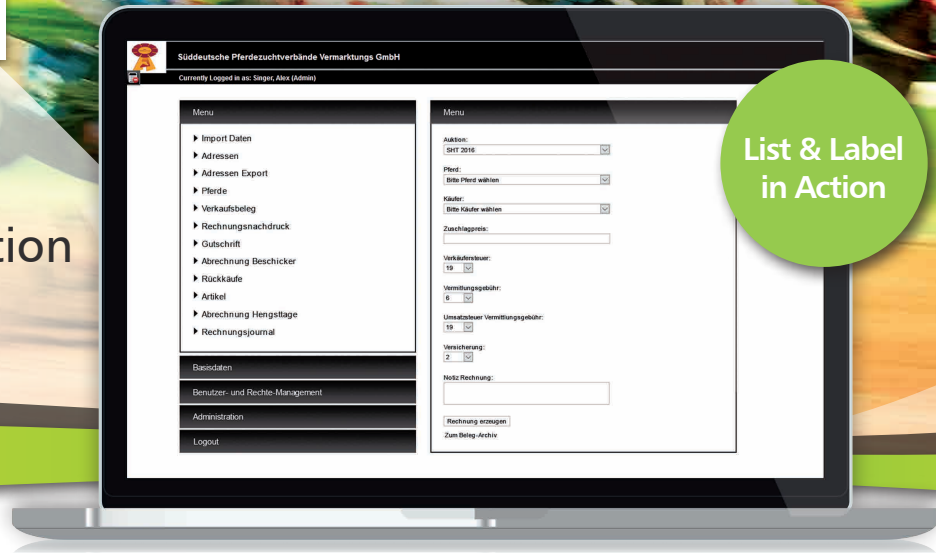 Süddeutsche Pferdezuchtverbände Vermarktungs GmbH
Currently Logged in as: Singer, Alex (Admin)
Menu
Import Daten
Adressen
Adressen Export
Pferde
Verkaufsbeleg
Rechnungsnachdruck
Gutschrift
Abrechnung Beschicker
Rückkäufe
Artikel
Abrechnung Hengsttage
Rechnungsjournal
Basisdaten
Benutzer- und Rechte-Management
Administration
Logout
Menu
Auktion:
SHT 2016
Pferd:
Bitte Pferd wählen
Käufer:
Bitte Käufer wählen
Zuschlagpreis:
Verkäufersteuer:
19
Vermittlungsgebühr:
6
Umsatzsteuer Vermittlungsgebühr:
19
Versicherung:
2
Notiz Rechnung:
Rechnung erzeugen
Zum Beleg-Archiv
List & Label
in Action
tion